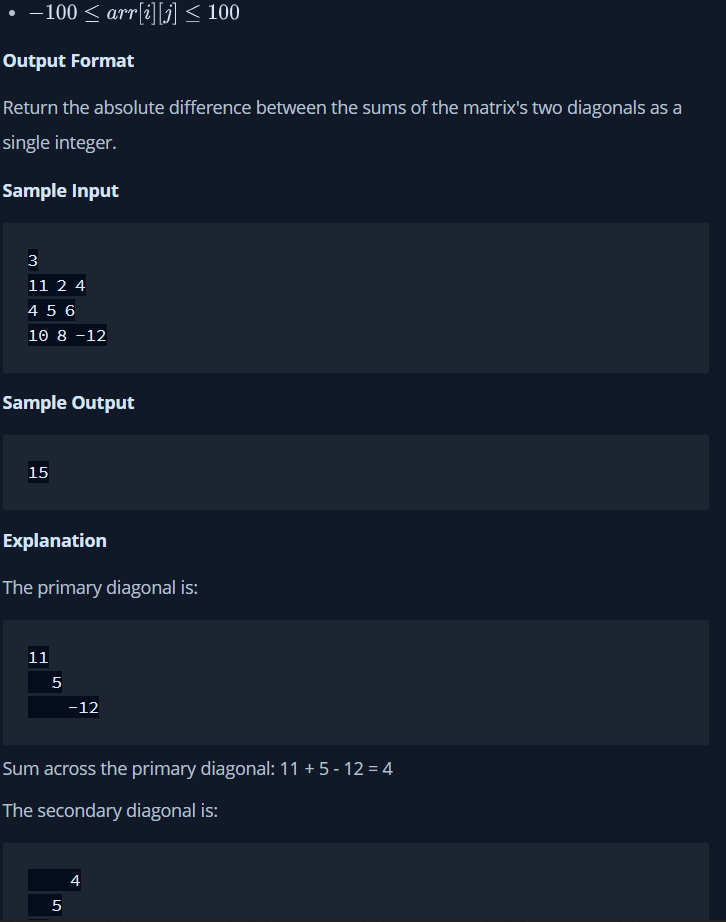 • −100 ≤ arr[i][j] ≤ 100
Output Format
Return the absolute difference between the sums of the matrix's two diagonals as a
single integer.
Sample Input
3
11 2 4
4 5 6
10 8 -12
Sample Output
15
Explanation
The primary diagonal is:
11
5
-12
Sum across the primary diagonal: 11 + 5 - 12 = 4
The secondary diagonal is:
4
5